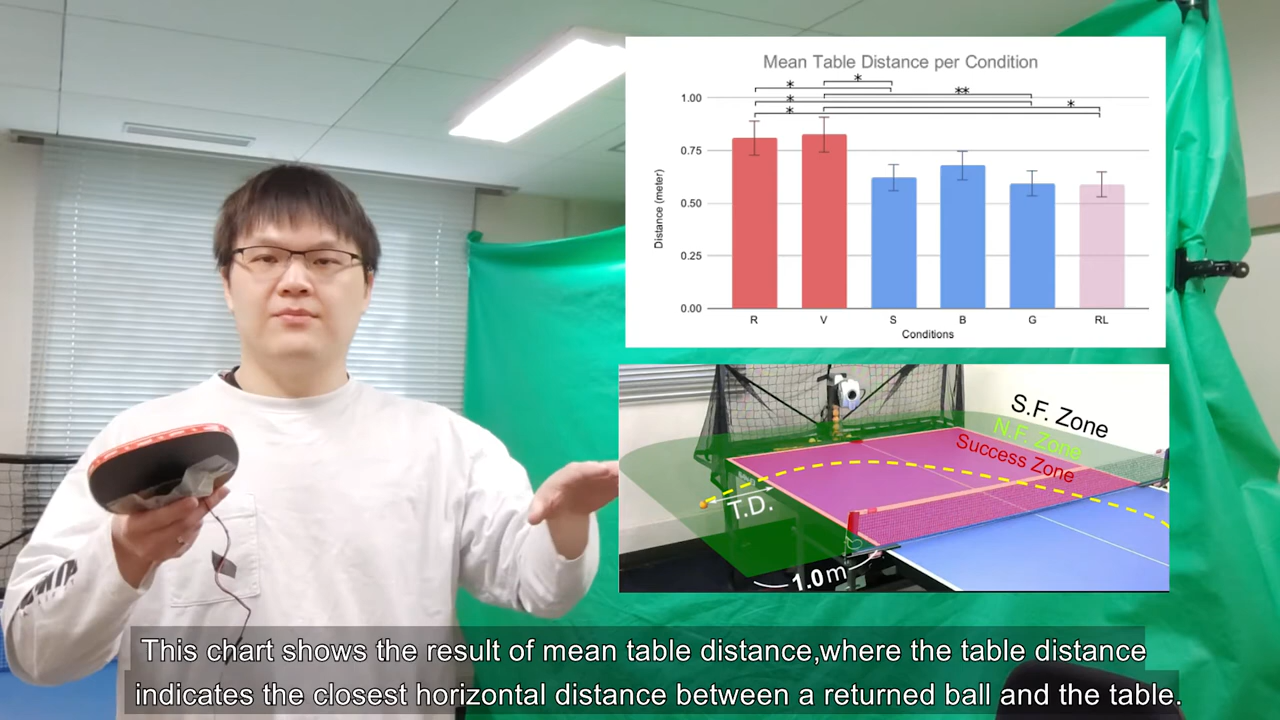 Mean Table Distance per Condition
* 
* **
* *
*
1.00
0.75
0.50
0.25
0.00
Distance (meter)
R V S B G RL
Conditions
S.F. Zone
N.F. Zone
Success Zone
T.D.
1.0m
This chart shows the result of mean table distance,where the table distance
indicates the closest horizontal distance between a returned ball and the table.